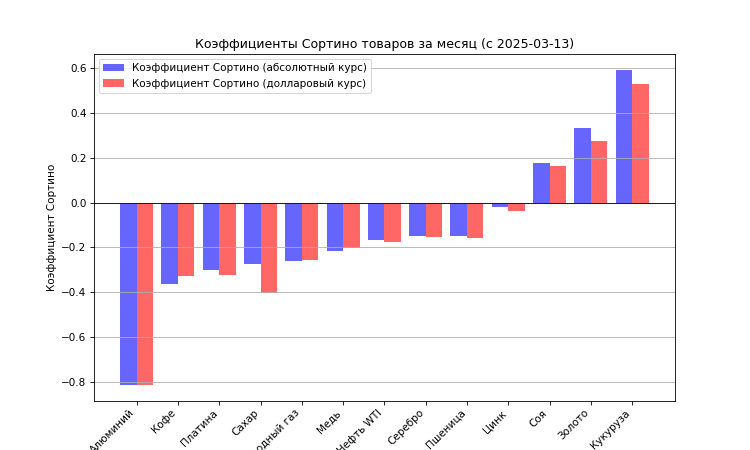 Коэффициенты Сортино товаров за месяц (с 2025-03-13)
Коэффициент Сортино (абсолютный курс)
Коэффициент Сортино (долларовый курс)
Коэффициент Сортино
0.6
0.4
0.2
0.0
−0.2
−0.4
−0.6
−0.8
Алюминий
Кофе
Платина
Сахар
газ
Медь
Нефть WTI
Серебро
Пшеница
Цинк
Соя
Золото
Кукуруза